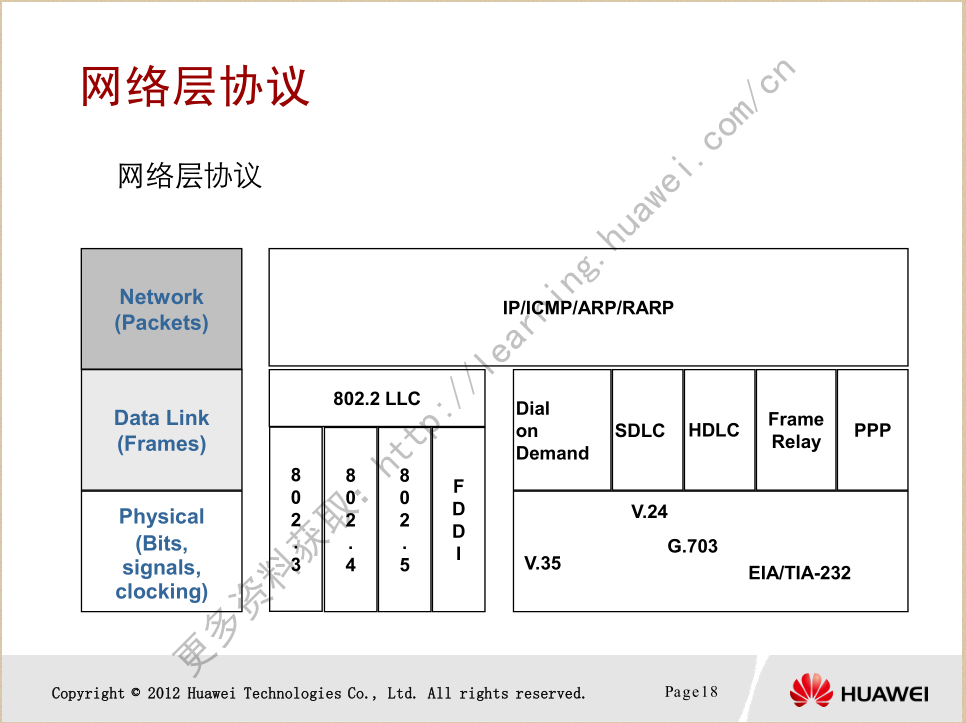 网络层协议
网络层协议
Network
(Packets)
IP/ICMP/ARP/RARP
Data Link
(Frames)
802.2 LLC
Dial
on
Demand
SDLC
HDLC
Frame
Relay
PPP
Physical
(Bits,
signals,
clocking)
802.3
802.4
802.5
FDDI
V.24
G.703
V.35
EIA/TIA-232
更多资料获取：http://learning.huawei.com/cn
Copyright © 2012 Huawei Technologies Co., Ltd. All rights reserved.
Page18
HUAWEI